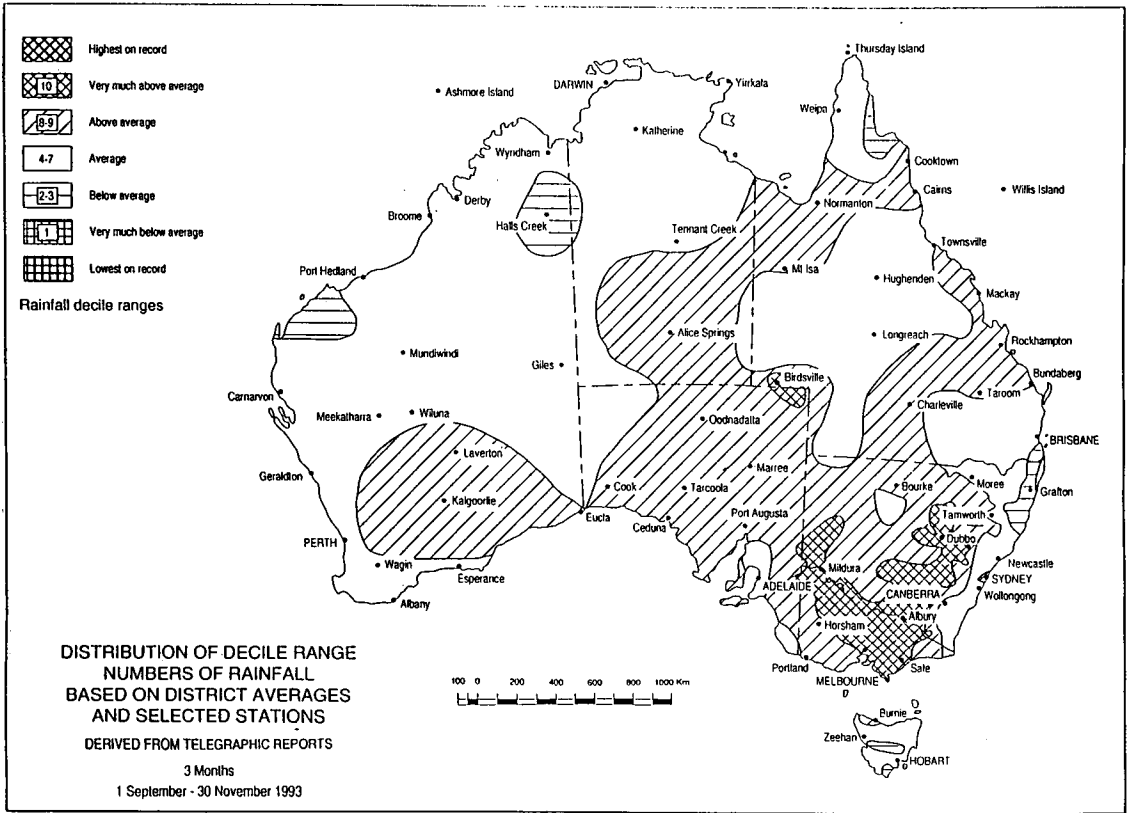 Highest on record
10 Very much above average
8-9 Above average
4-7 Average
2-3 Below average
1 Very much below average
Lowest on record
Rainfall decile ranges
Thursday Island
DARWIN
Yirrkala
Ashmore Island
Weipa
Katherine
Wyndham
Cooktown
Derby
Cairns
Willis Island
Normanton
Broome
Halls Creek
Tennant Creek
Townsville
Port Hedland
Mt Isa
Hughenden
Mackay
Alice Springs
Longreach
Rockhampton
Mundiwindi
Giles
Birdsville
Bundaberg
Carnarvon
Taroom
Meekatharra
Wiluna
Oodnadatta
Charleville
BRISBANE
Laverton
Marree
Geraldton
Cook
Tarcoola
Bourke
Moree
Grafton
Kalgoorlie
Port Augusta
Tamworth
Eucla
Ceduna
PERTH
Dubbo
Newcastle
Wagin
Esperance
Mildura
ADELAIDE
SYDNEY
CANBERRA
Wollongong
Albany
Albury
Horsham
Portland
Sale
MELBOURNE
DISTRIBUTION OF DECILE RANGE
NUMBERS OF RAINFALL
BASED ON DISTRICT AVERAGES
AND SELECTED STATIONS
DERIVED FROM TELEGRAPHIC REPORTS
3 Months
1 September - 30 November 1993
100 0 200 400 600 800 1000 Km
Burnie
Zeehan
HOBART